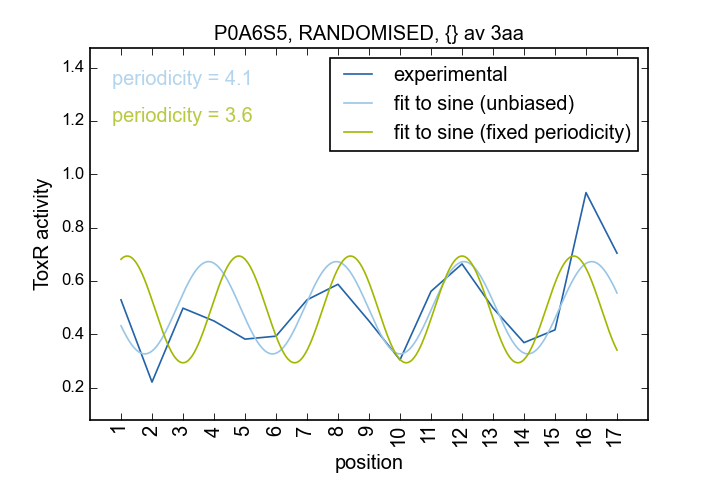 P0A6S5, RANDOMISED, {} av 3aa
periodicity = 4.1
periodicity = 3.6
experimental
fit to sine (unbiased)
fit to sine (fixed periodicity)
ToxR activity
1.4
1.2
1.0
0.8
0.6
0.4
0.2
1 2 3 4 5 6 7 8 9 10 11 12 13 14 15 16 17
position